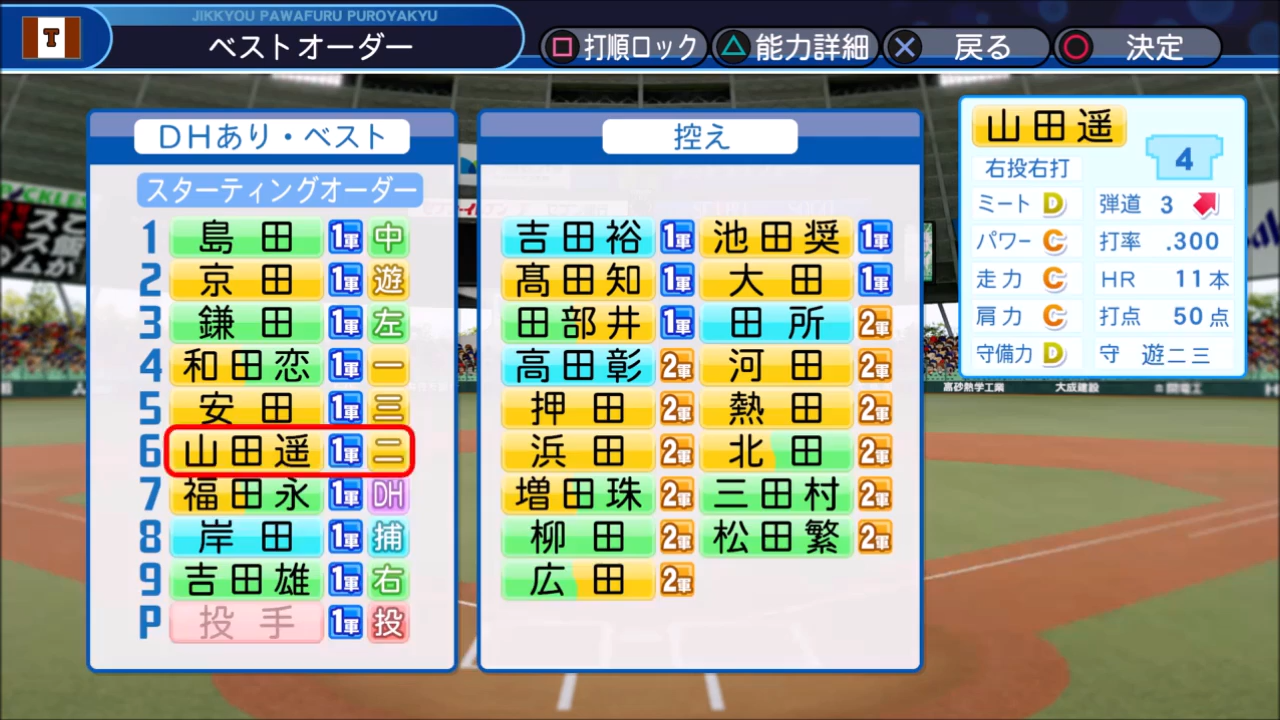 T
JIKKYOU PAWAFURU PUROYAKYU
ベストオーダー
打順ロック 能力詳細 戻る 決定
DHあり・ベスト
スターティングオーダー
1 島田 1軍 中
2 京田 1軍 遊
3 鎌田 1軍 左
4 和田恋 1軍 一
5 安田 1軍 三
6 山田遥 1軍 二
7 福田永 1軍 DH
8 岸田 1軍 捕
9 吉田雄 1軍 右
P 投手 1軍 投
控え
吉田裕 1軍 池田奨 1軍
髙田知 1軍 大田 1軍
田部井 1軍 田所 2軍
高田彰 2軍 河田 2軍
押田 2軍 熱田 2軍
浜田 2軍 北田 2軍
増田珠 2軍 三田村 2軍
柳田 2軍 松田繁 2軍
広田 2軍
山田遥
4
右投右打
ミート D 弾道 3
パワー C 打率 .300
走力 C HR 11本
肩力 C 打点 50点
守備力 D 守 遊二三
高砂熱学工業 大成建設